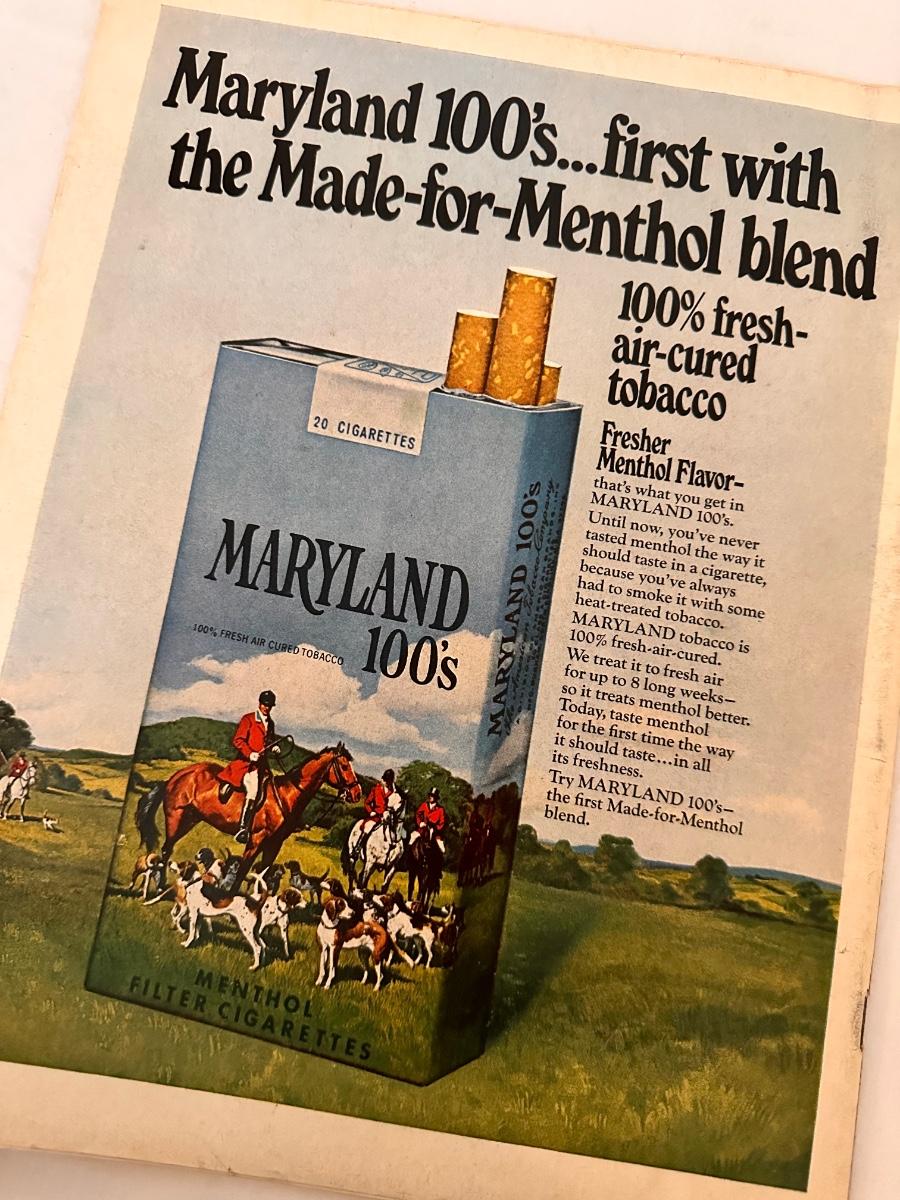 Maryland 100's...first with
the Made-for-Menthol blend
100% fresh-
air-cured
tobacco
Fresher
Menthol Flavor–
that's what you get in
MARYLAND 100's.
Until now, you've never
tasted menthol the way it
should taste in a cigarette,
because you've always
had to smoke it with some
heat-treated tobacco.
MARYLAND tobacco is
100% fresh-air-cured.
We treat it to fresh air
for up to 8 long weeks–
so it treats menthol better.
Today, taste menthol
for the first time the way
it should taste...in all
its freshness.
Try MARYLAND 100's–
the first Made-for-Menthol
blend.
20 CIGARETTES
MARYLAND
100's
100% FRESH AIR CURED TOBACCO
MENTHOL
FILTER CIGARETTES
MARYLAND 100's
The American Tobacco Company